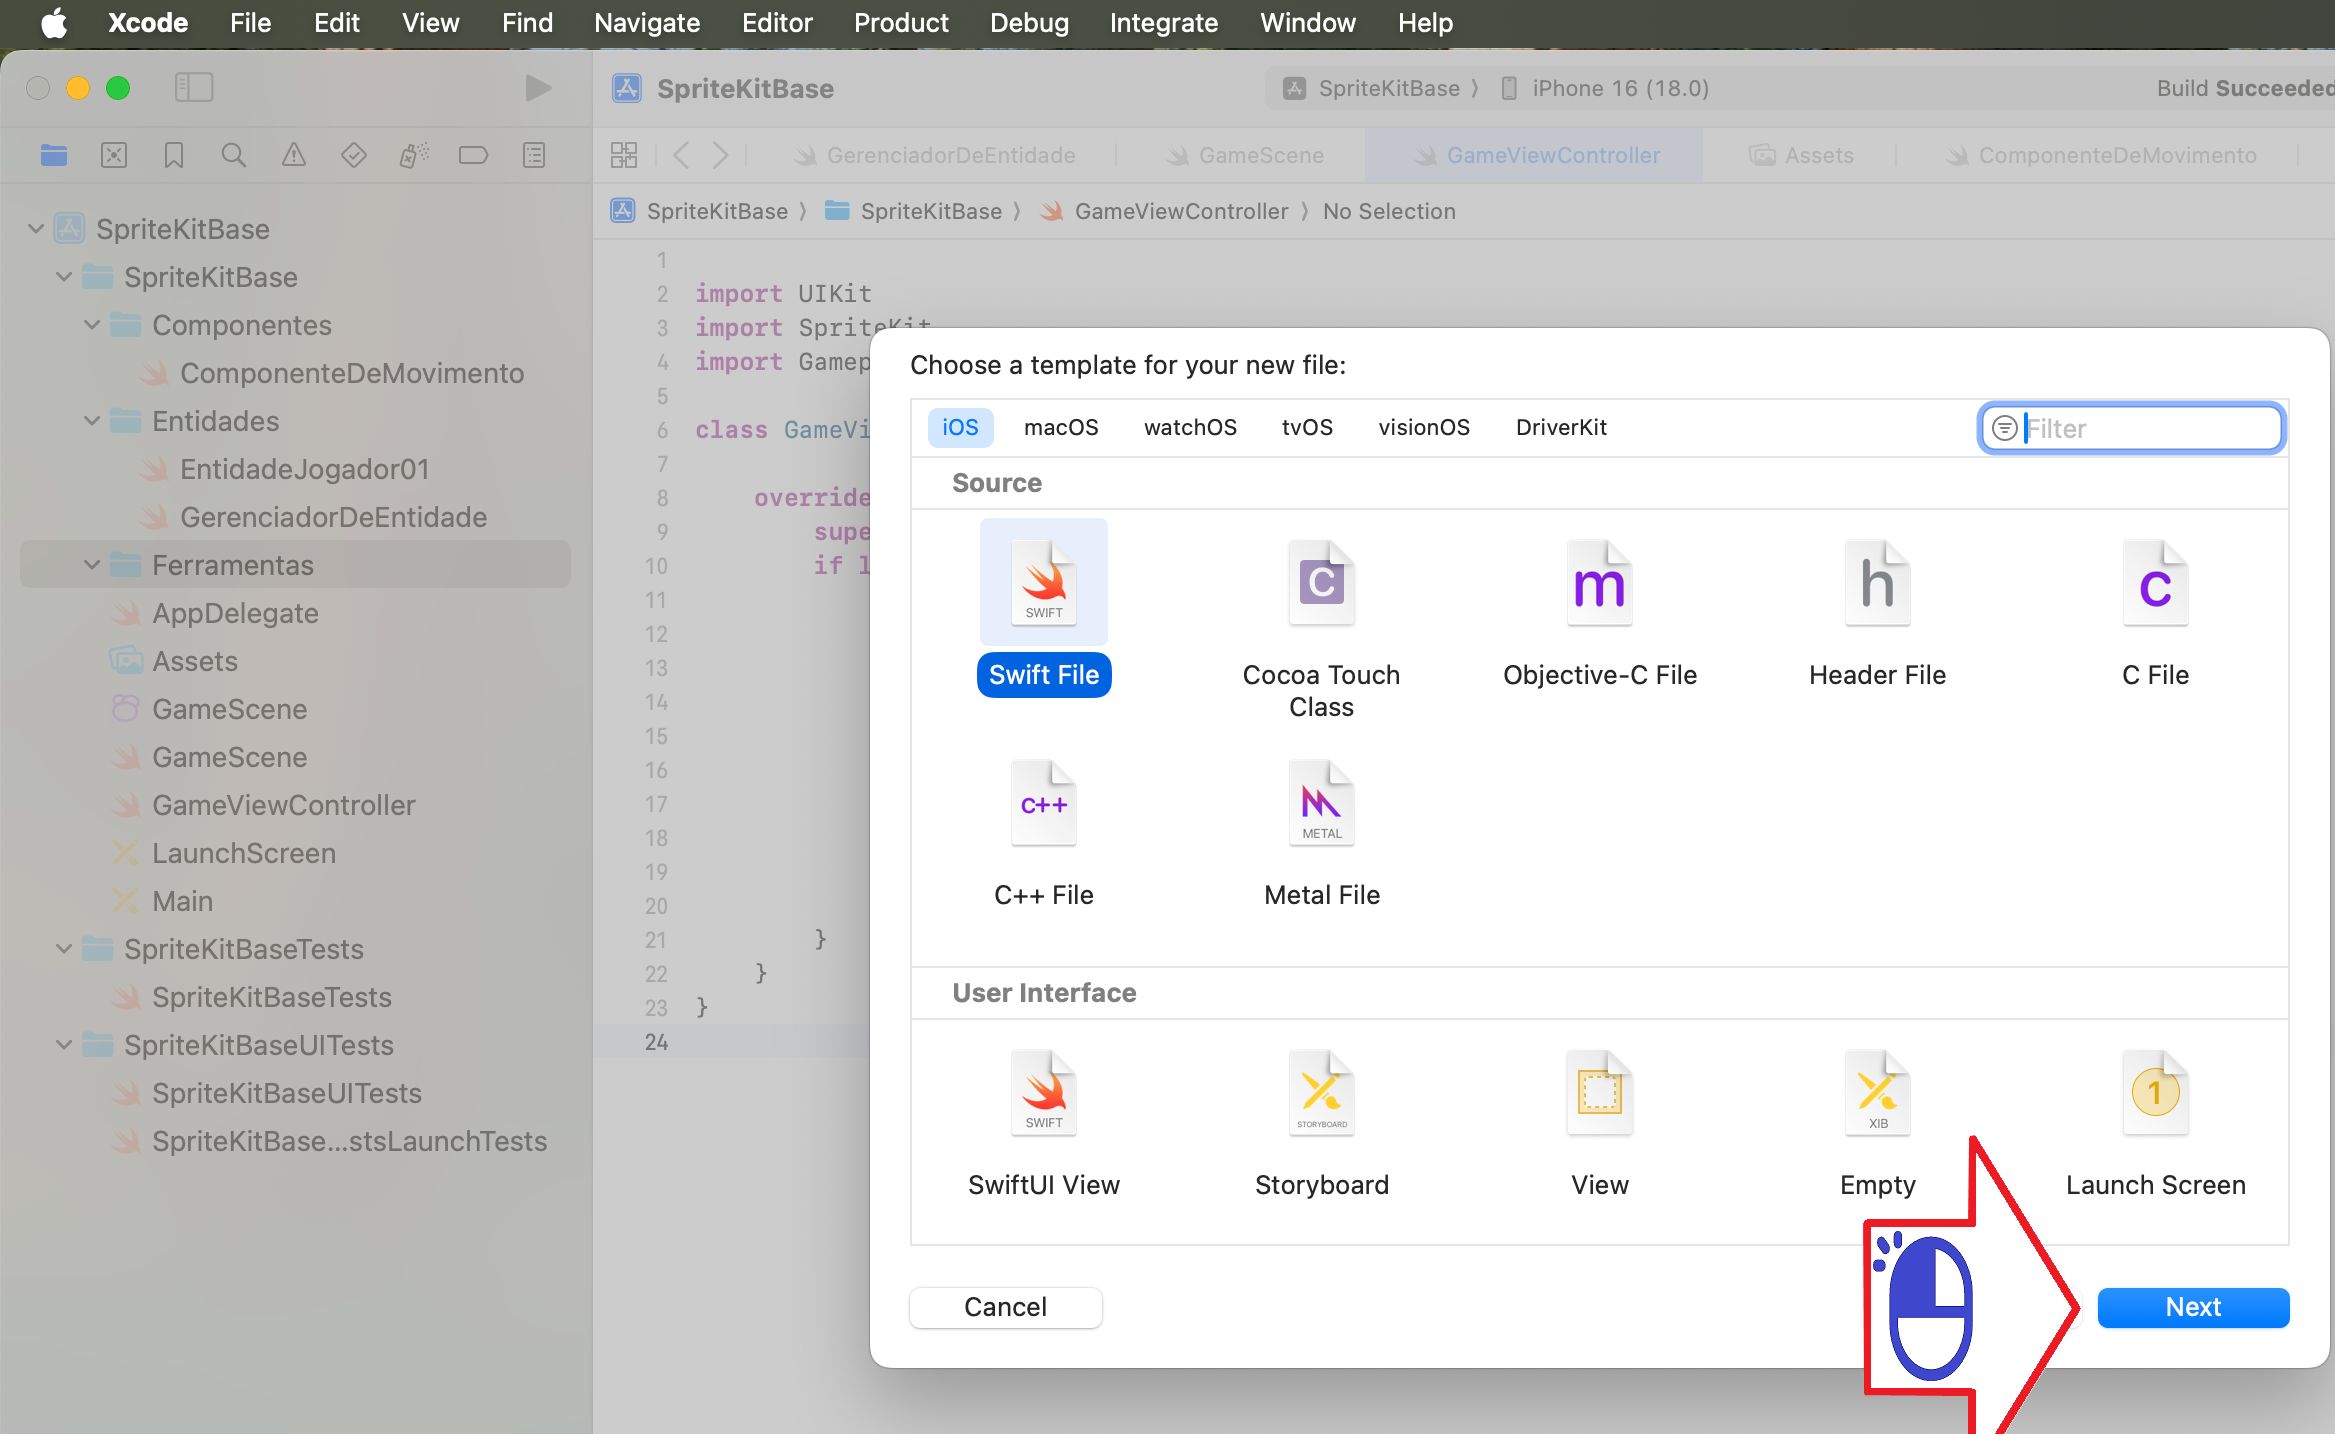 Xcode File Edit View Find Navigate Editor Product Debug Integrate Window Help
SpriteKitBase
SpriteKitBase 〉 iPhone 16 (18.0)
Build Succeeded
GerenciadorDeEntidade
GameScene
GameViewController
Assets
ComponenteDeMovimento
SpriteKitBase 〉 SpriteKitBase 〉 GameViewController 〉 No Selection
SpriteKitBase
SpriteKitBase
Componentes
ComponenteDeMovimento
Entidades
EntidadeJogador01
GerenciadorDeEntidade
Ferramentas
AppDelegate
Assets
GameScene
GameScene
GameViewController
LaunchScreen
Main
SpriteKitBaseTests
SpriteKitBaseTests
SpriteKitBaseUITests
SpriteKitBaseUITests
SpriteKitBase...stsLaunchTests
1
2 import UIKit
3 import SpriteKit
4 import Gamep
5
6 class GameVi
7
8 override
9 supe
10 if l
11
12
13
14
15
16
17
18
19
20
21 }
22 }
23 }
24
Choose a template for your new file:
iOS macOS watchOS tvOS visionOS DriverKit
Filter
Source
SWIFT
Swift File
C
Cocoa Touch
Class
m
Objective-C File
h
Header File
c
C File
C++
C++ File
METAL
Metal File
User Interface
SWIFT
SwiftUI View
STORYBOARD
Storyboard
View
XIB
Empty
1
Launch Screen
Cancel
Next